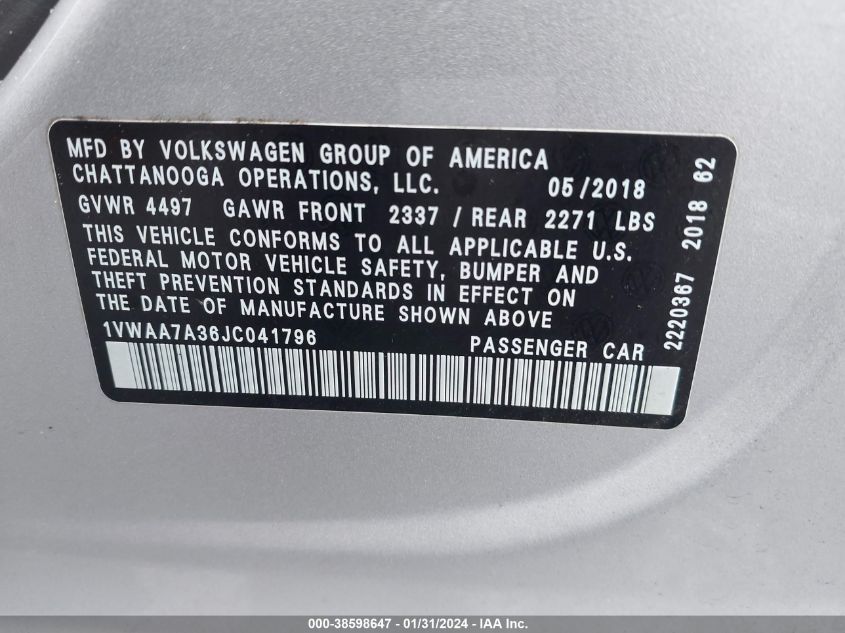 MFD BY VOLKSWAGEN GROUP OF AMERICA
CHATTANOOGA OPERATIONS, LLC. 05/2018
GVWR 4497 GAWR FRONT 2337 / REAR 2271 LBS
THIS VEHICLE CONFORMS TO ALL APPLICABLE U.S.
FEDERAL MOTOR VEHICLE SAFETY, BUMPER AND
THEFT PREVENTION STANDARDS IN EFFECT ON
THE DATE OF MANUFACTURE SHOWN ABOVE
1VWAA7A36JC041796 PASSENGER CAR
2220367 2018 62
000-38598647 - 01/31/2024 - IAA Inc.